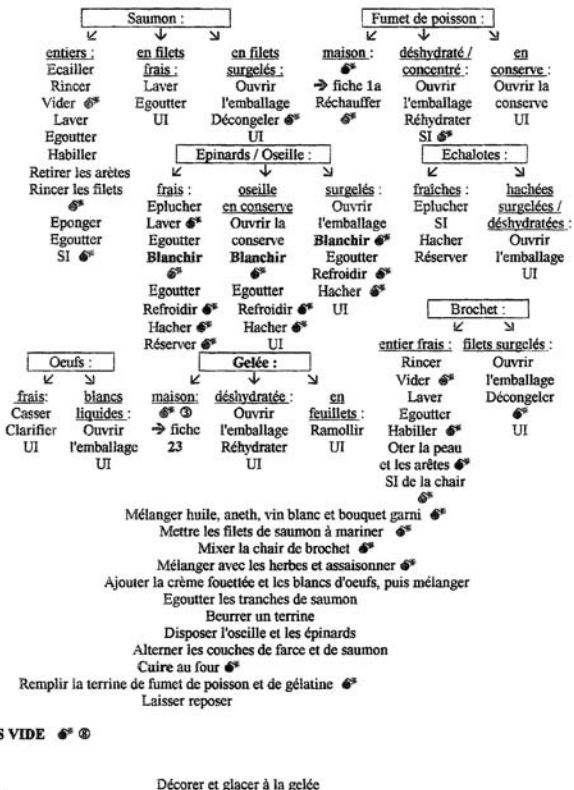 Saumon :
entiers :
Ecailler
Rincer
Vider
Laver
Egoutter
Habiller
Retirer les arètes
Rincer les filets
Eponger
Egoutter
SI
en filets
frais :
Laver
Egoutter
UI
en filets
surgelés :
Ouvrir
l'emballage
Décongeler
UI
Fumet de poisson :
maison :
→ fiche 1a
Réchauffer
déshydraté /
concentré :
Ouvrir
l'emballage
Réhydrater
SI
en
conserve :
Ouvrir la
conserve
UI
Epinards / Oseille :
frais :
Eplucher
Laver
Egoutter
Blanchir
Egoutter
Refroidir
Hacher
Réserver
oseille
en conserve
Ouvrir la
conserve
Blanchir
Egoutter
Refroidir
Hacher
UI
surgelés :
Ouvrir
l'emballage
Blanchir
Egoutter
Refroidir
Hacher
UI
Echalotes :
fraîches :
Eplucher
SI
Hacher
Réserver
hachées
surgelées /
déshydratées :
Ouvrir
l'emballage
UI
Oeufs :
frais:
Casser
Clarifier
UI
blancs
liquides :
Ouvrir
l'emballage
UI
Gelée :
maison:
③
→ fiche
23
déshydratée :
Ouvrir
l'emballage
Réhydrater
UI
en
feuillets :
Ramollir
UI
Brochet :
entier frais :
Rincer
Vider
Laver
Egoutter
Habiller
Oter la peau
et les arêtes
SI de la chair
filets surgelés :
Ouvrir
l'emballage
Décongeler
UI
Mélanger huile, aneth, vin blanc et bouquet garni
Mettre les filets de saumon à mariner
Mixer la chair de brochet
Mélanger avec les herbes et assaisonner
Ajouter la crème fouettée et les blancs d'oeufs, puis mélanger
Egoutter les tranches de saumon
Beurrer un terrine
Disposer l'oseille et les épinards
Alterner les couches de farce et de saumon
Cuire au four
Remplir la terrine de fumet de poisson et de gélatine
Laisser reposer
S VIDE
Décorer et glacer à la gelée